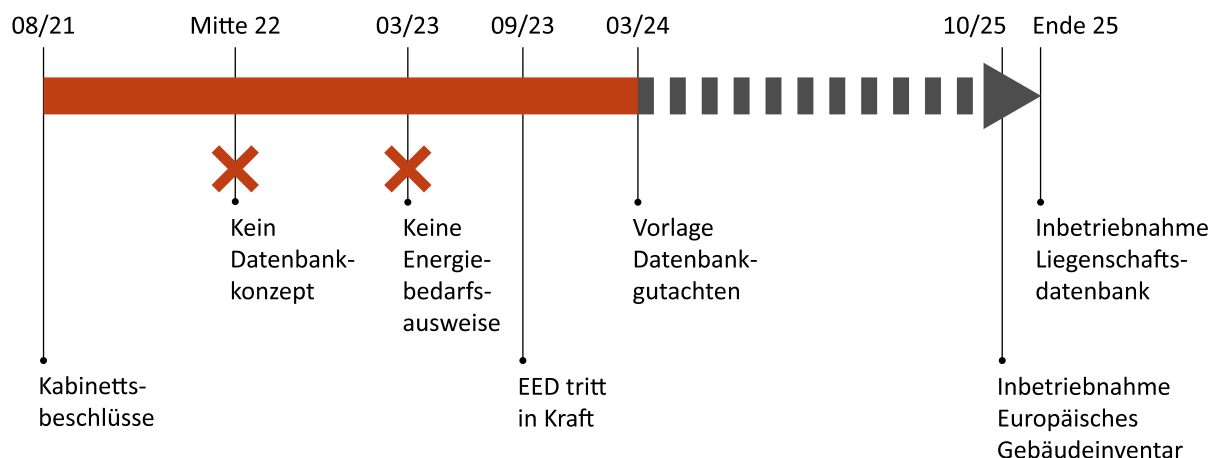 08/21
Mitte 22
03/23
09/23
03/24
10/25
Ende 25
Kein
Datenbank-
konzept
Keine
Energie-
bedarfs-
ausweise
Vorlage
Datenbank-
gutachten
Inbetriebnahme
Liegenschafts-
datenbank
Kabinetts-
beschlüsse
EED tritt
in Kraft
Inbetriebnahme
Europäisches
Gebäudeinventar